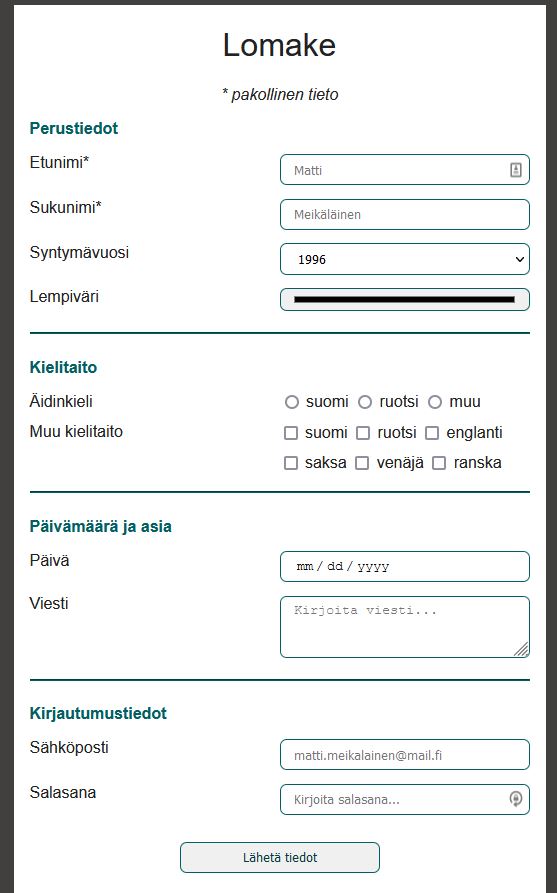 Lomake
* pakollinen tieto
Perustiedot
Etunimi* Matti
Sukunimi* Meikäläinen
Syntymävuosi 1996
Lempiväri
Kielitaito
Äidinkieli suomi ruotsi muu
Muu kielitaito suomi ruotsi englanti
saksa venäjä ranska
Päivämäärä ja asia
Päivä mm / dd / yyyy
Viesti Kirjoita viesti...
Kirjautumustiedot
Sähköposti matti.meikalainen@mail.fi
Salasana Kirjoita salasana...
Lähetä tiedot